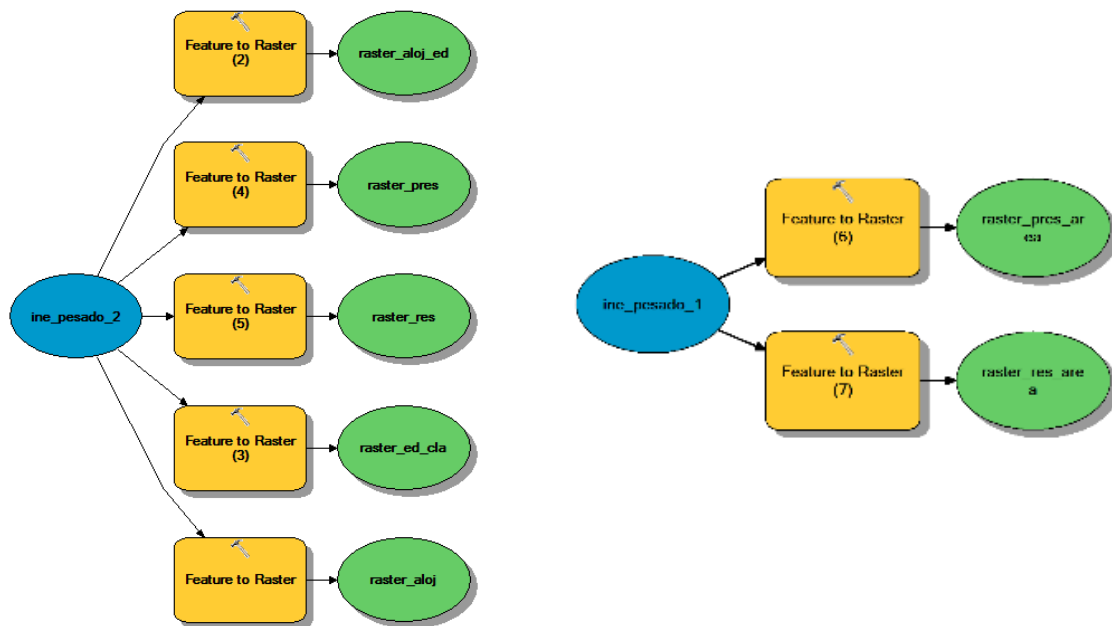 Feature to Raster
(2)
raster_aloj_ed
Feature to Raster
(4)
raster_pres
ine_pesado_2
Feature to Raster
(5)
raster_res
Feature to Raster
(3)
raster_ed_cla
Feature to Raster
raster_aloj
Feature to Raster
(6)
raster_pres_ar
ea
ine_pesado_1
Feature to Raster
(7)
raster_res_are
a